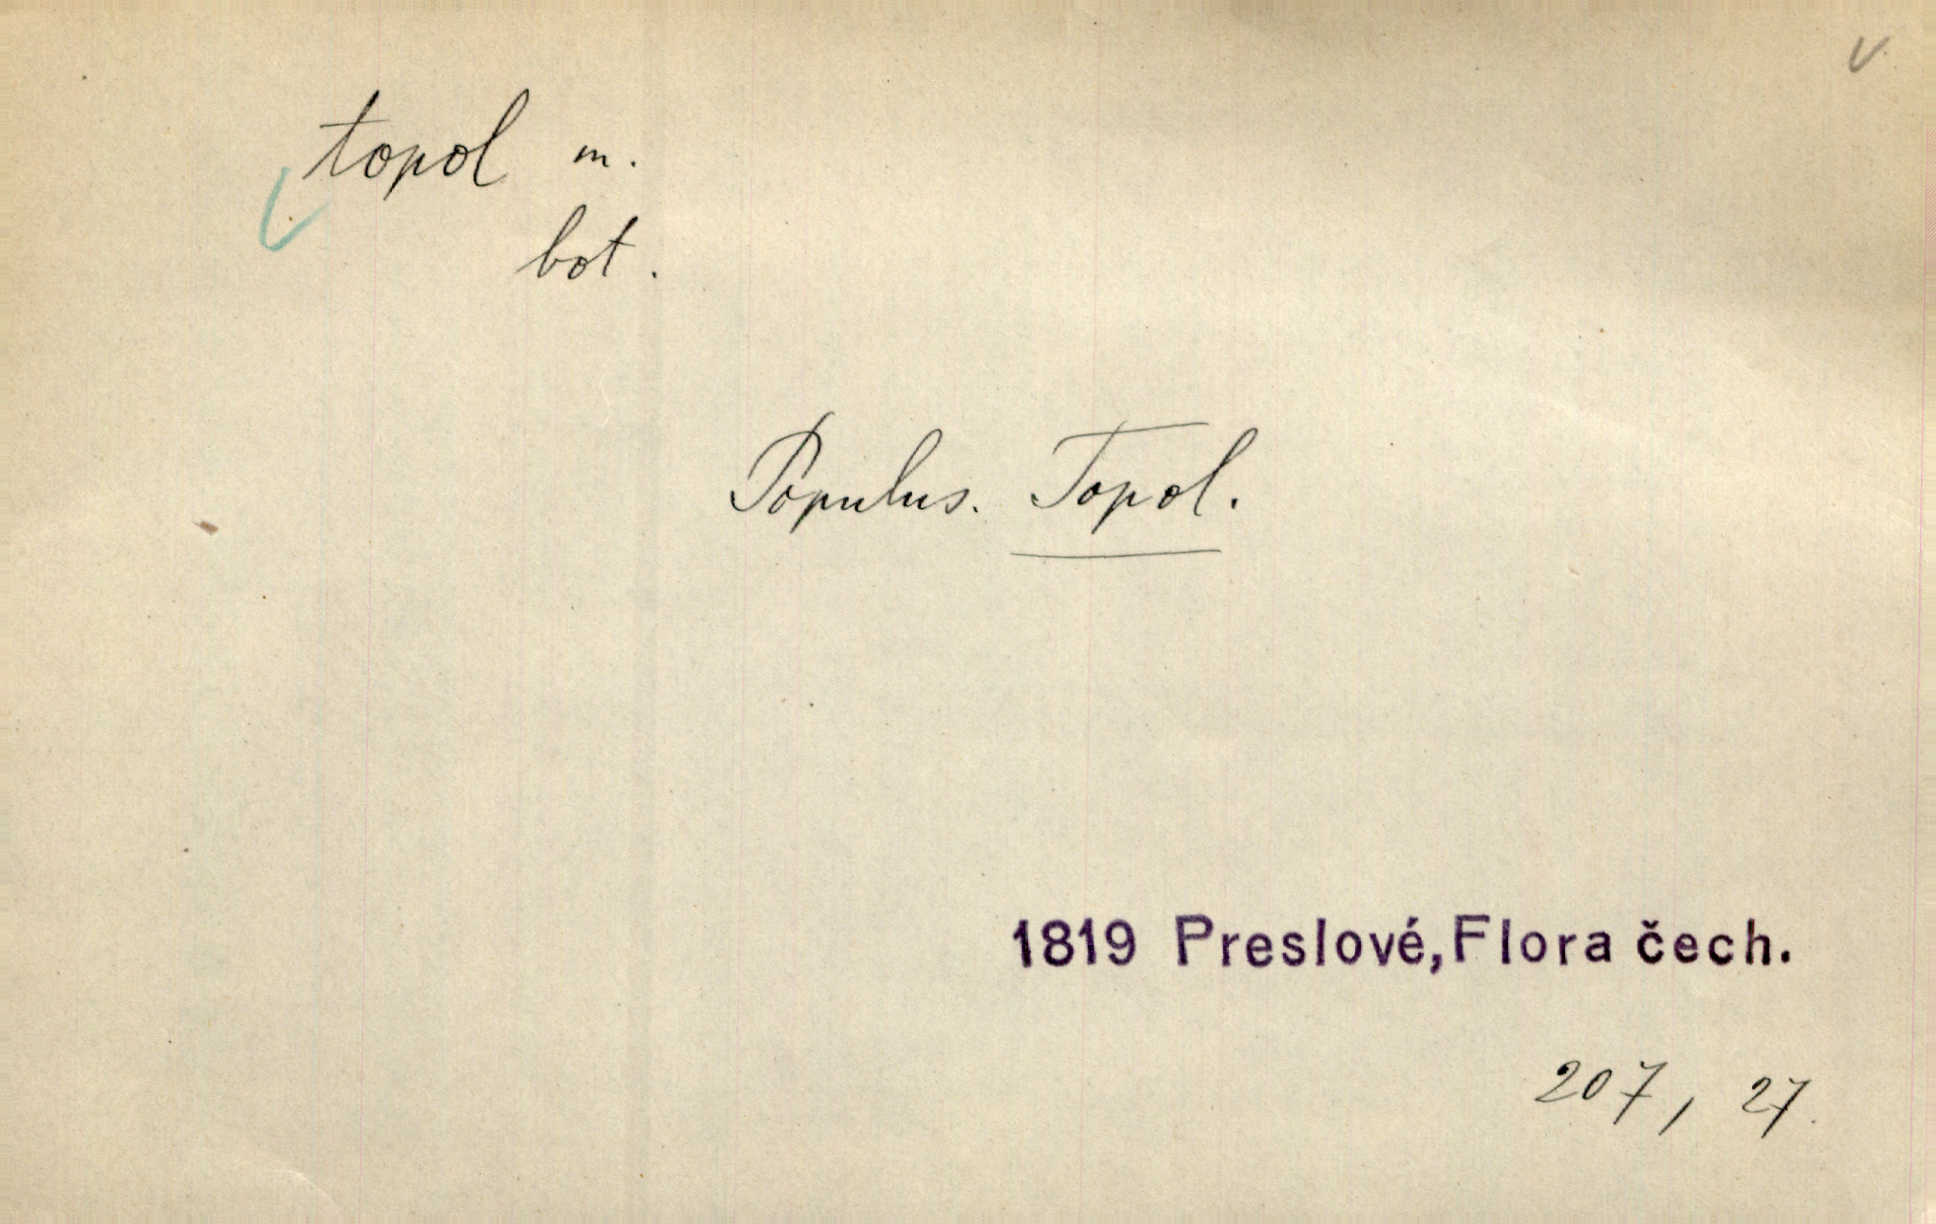 topol m.
bot.
Populus. Topol.
1819 Preslové, Flora čech.
207, 27.